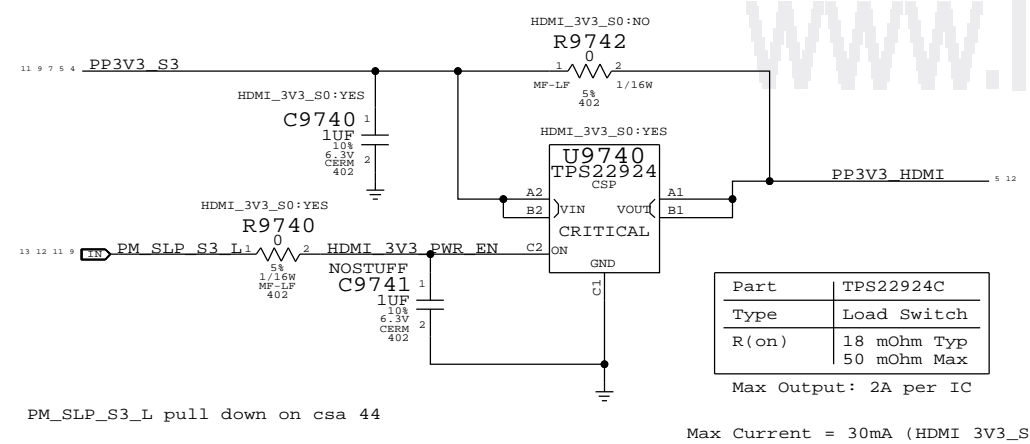 WWW.
HDMI_3V3_S0:NO
R9742
0
1 2
MF-LF 1/16W
5%
402
11 9 7 5 4 PP3V3_S3
HDMI_3V3_S0:YES
C9740 1
1UF
10%
6.3V
CERM 2
402
HDMI_3V3_S0:YES
U9740
TPS22924
CSP
A2 A1
B2 VIN VOUT B1
CRITICAL
C2 ON
GND
C1
PP3V3_HDMI 5 12
HDMI_3V3_S0:YES
R9740
0
13 12 11 9 IN PM_SLP_S3_L 1 2 HDMI_3V3_PWR_EN
5%
1/16W
MF-LF
402
NOSTUFF
C9741 1
1UF
10%
6.3V
CERM 2
402
Part TPS22924C
Type Load Switch
R(on) 18 mOhm Typ
50 mOhm Max
Max Output: 2A per IC
PM_SLP_S3_L pull down on csa 44
Max Current = 30mA (HDMI_3V3_S